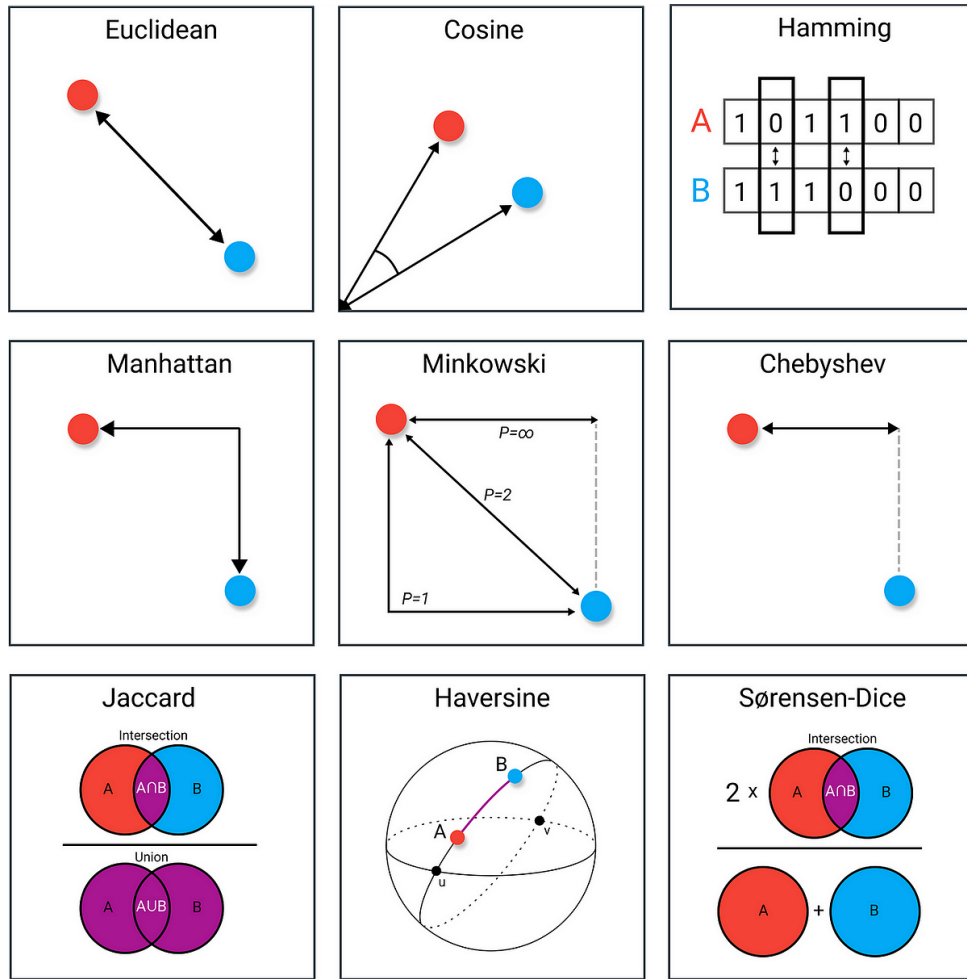 Euclidean
Cosine
Hamming
A 1 0 1 1 0 0
B 1 1 1 0 0 0
Manhattan
Minkowski
P=∞
P=2
P=1
Chebyshev
Jaccard
Intersection
A A∩B B
Union
A A∪B B
Haversine
B
A
v
u
Sørensen-Dice
Intersection
2 x A A∩B B
A + B